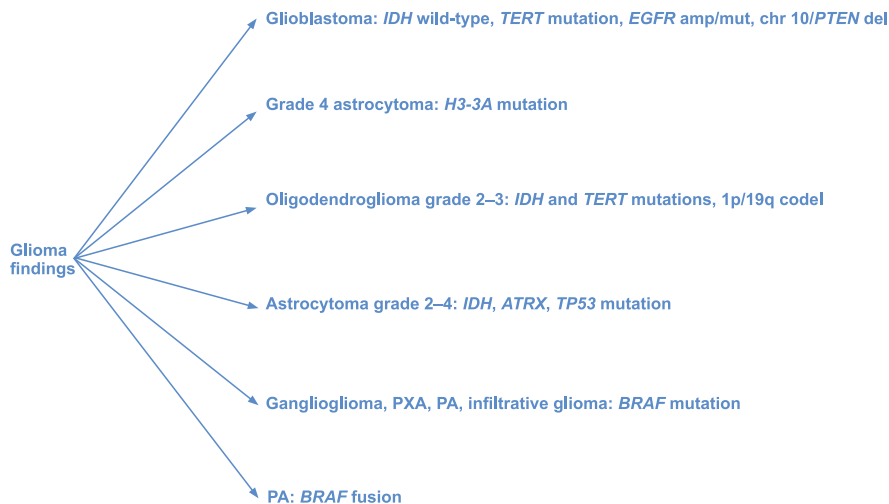 Glioblastoma: IDH wild-type, TERT mutation, EGFR amp/mut, chr 10/PTEN del
Grade 4 astrocytoma: H3-3A mutation
Oligodendroglioma grade 2–3: IDH and TERT mutations, 1p/19q codel
Glioma
findings
Astrocytoma grade 2–4: IDH, ATRX, TP53 mutation
Ganglioglioma, PXA, PA, infiltrative glioma: BRAF mutation
PA: BRAF fusion